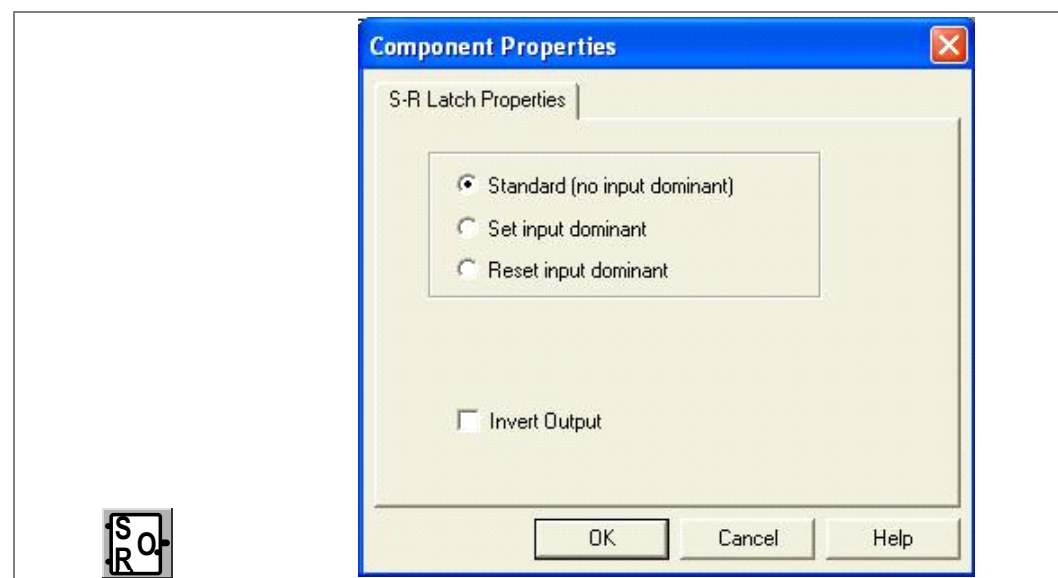 Component Properties
S-R Latch Properties
Standard (no input dominant)
Set input dominant
Reset input dominant
Invert Output
OK
Cancel
Help
S
R
Q